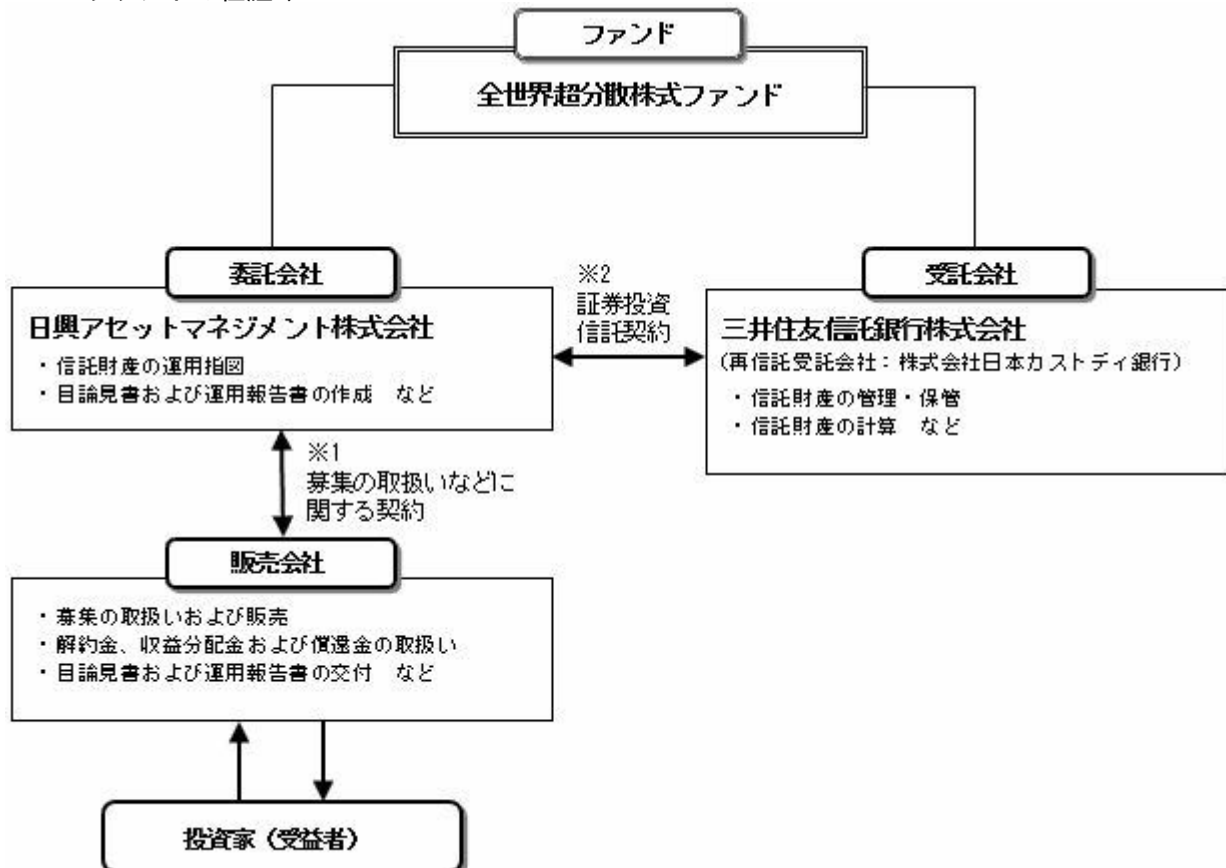 ファンド
全世界超分散株式ファンド
委託会社
日興アセットマネジメント株式会社
・信託財産の運用指図
・目論見書および運用報告書の作成 など
※2
証券投資
信託契約
受託会社
三井住友信託銀行株式会社
(再信託受託会社:株式会社日本カストディ銀行)
・信託財産の管理・保管
・信託財産の計算 など
※1
募集の取扱いなどに
関する契約
販売会社
・募集の取扱いおよび販売
・解約金、収益分配金および償還金の取扱い
・目論見書および運用報告書の交付 など
投資家(受益者)